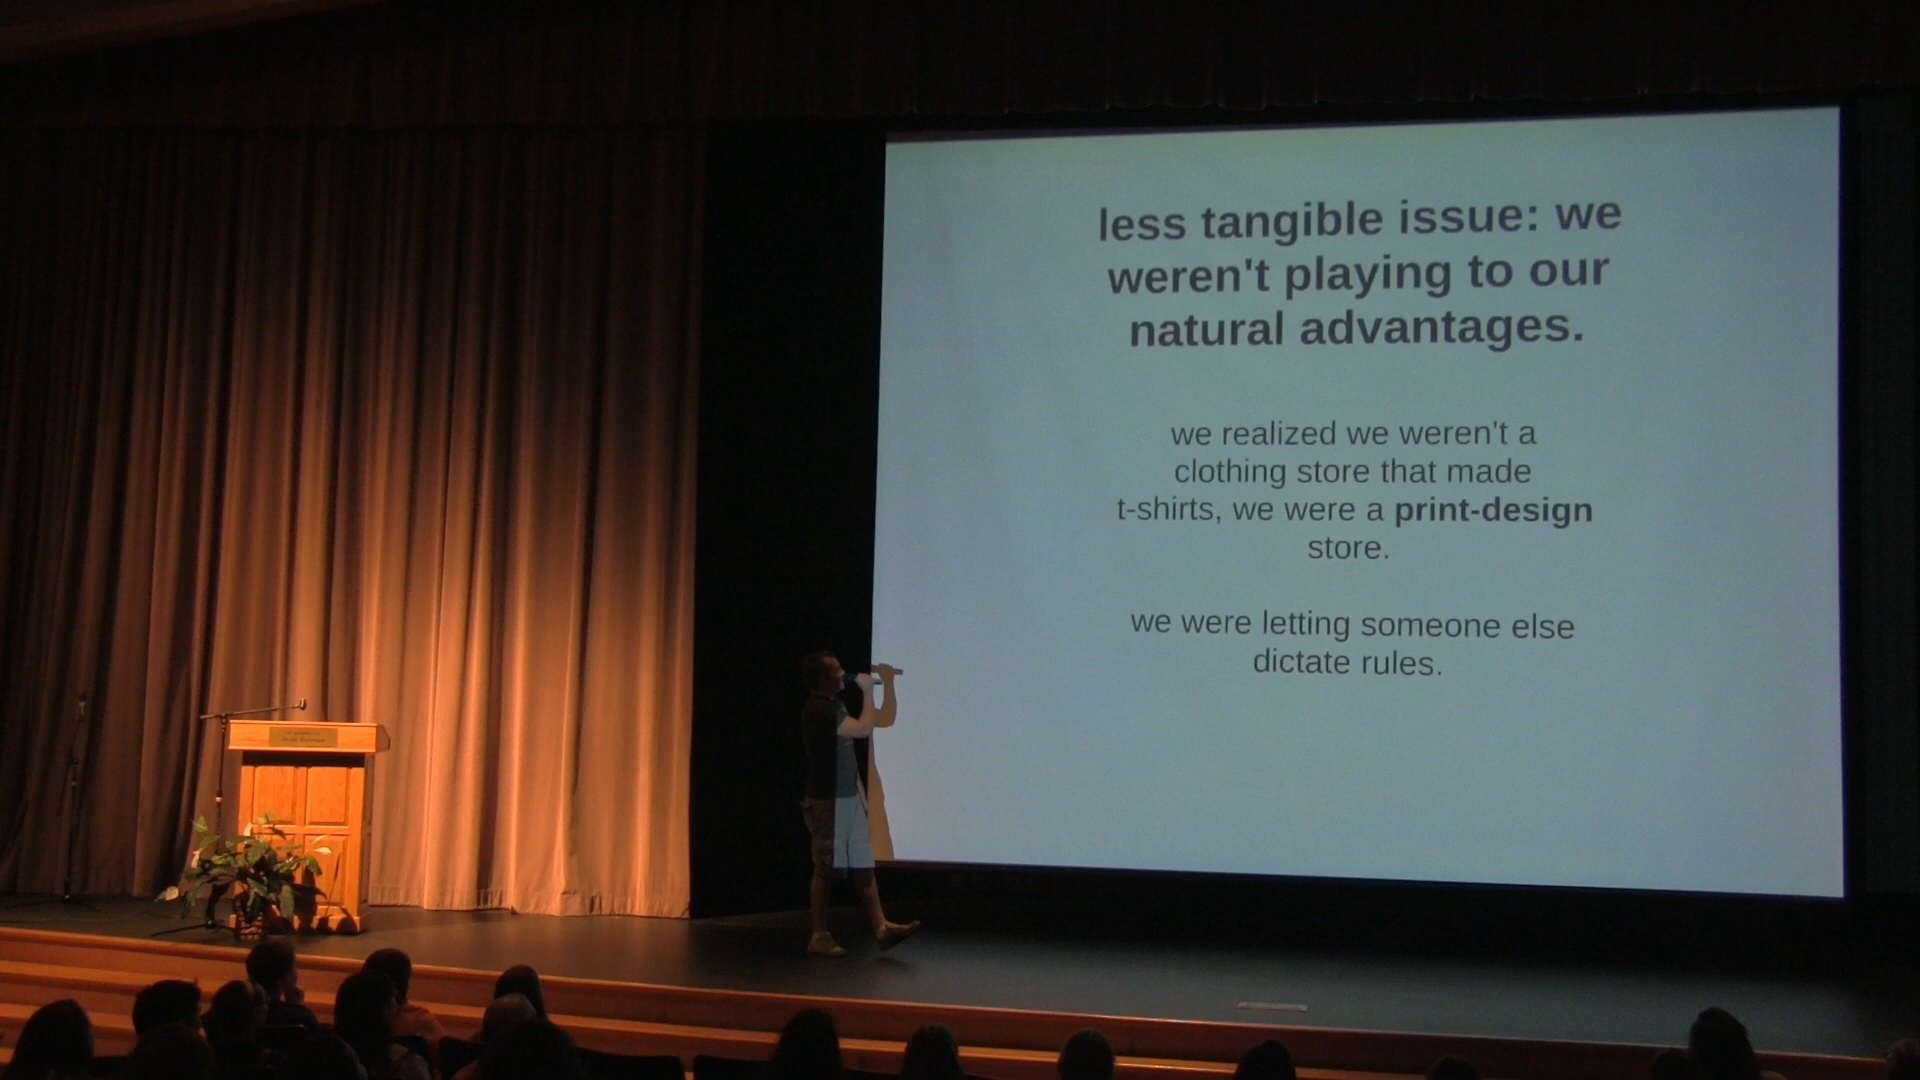 less tangible issue: we
weren't playing to our
natural advantages.
we realized we weren't a
clothing store that made
t-shirts, we were a print-design
store.
we were letting someone else
dictate rules.